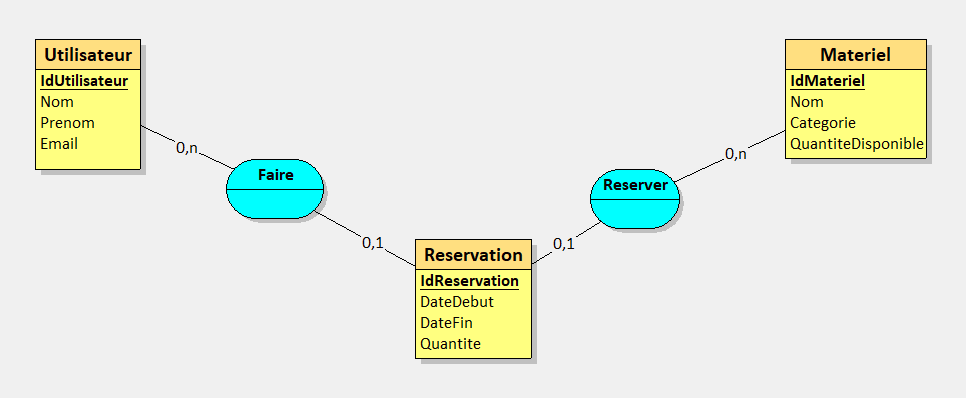 Utilisateur
IdUtilisateur
Nom
Prenom
Email
0,n
Faire
0,1
Reservation
IdReservation
DateDebut
DateFin
Quantite
0,1
Reserver
0,n
Materiel
IdMateriel
Nom
Categorie
QuantiteDisponible